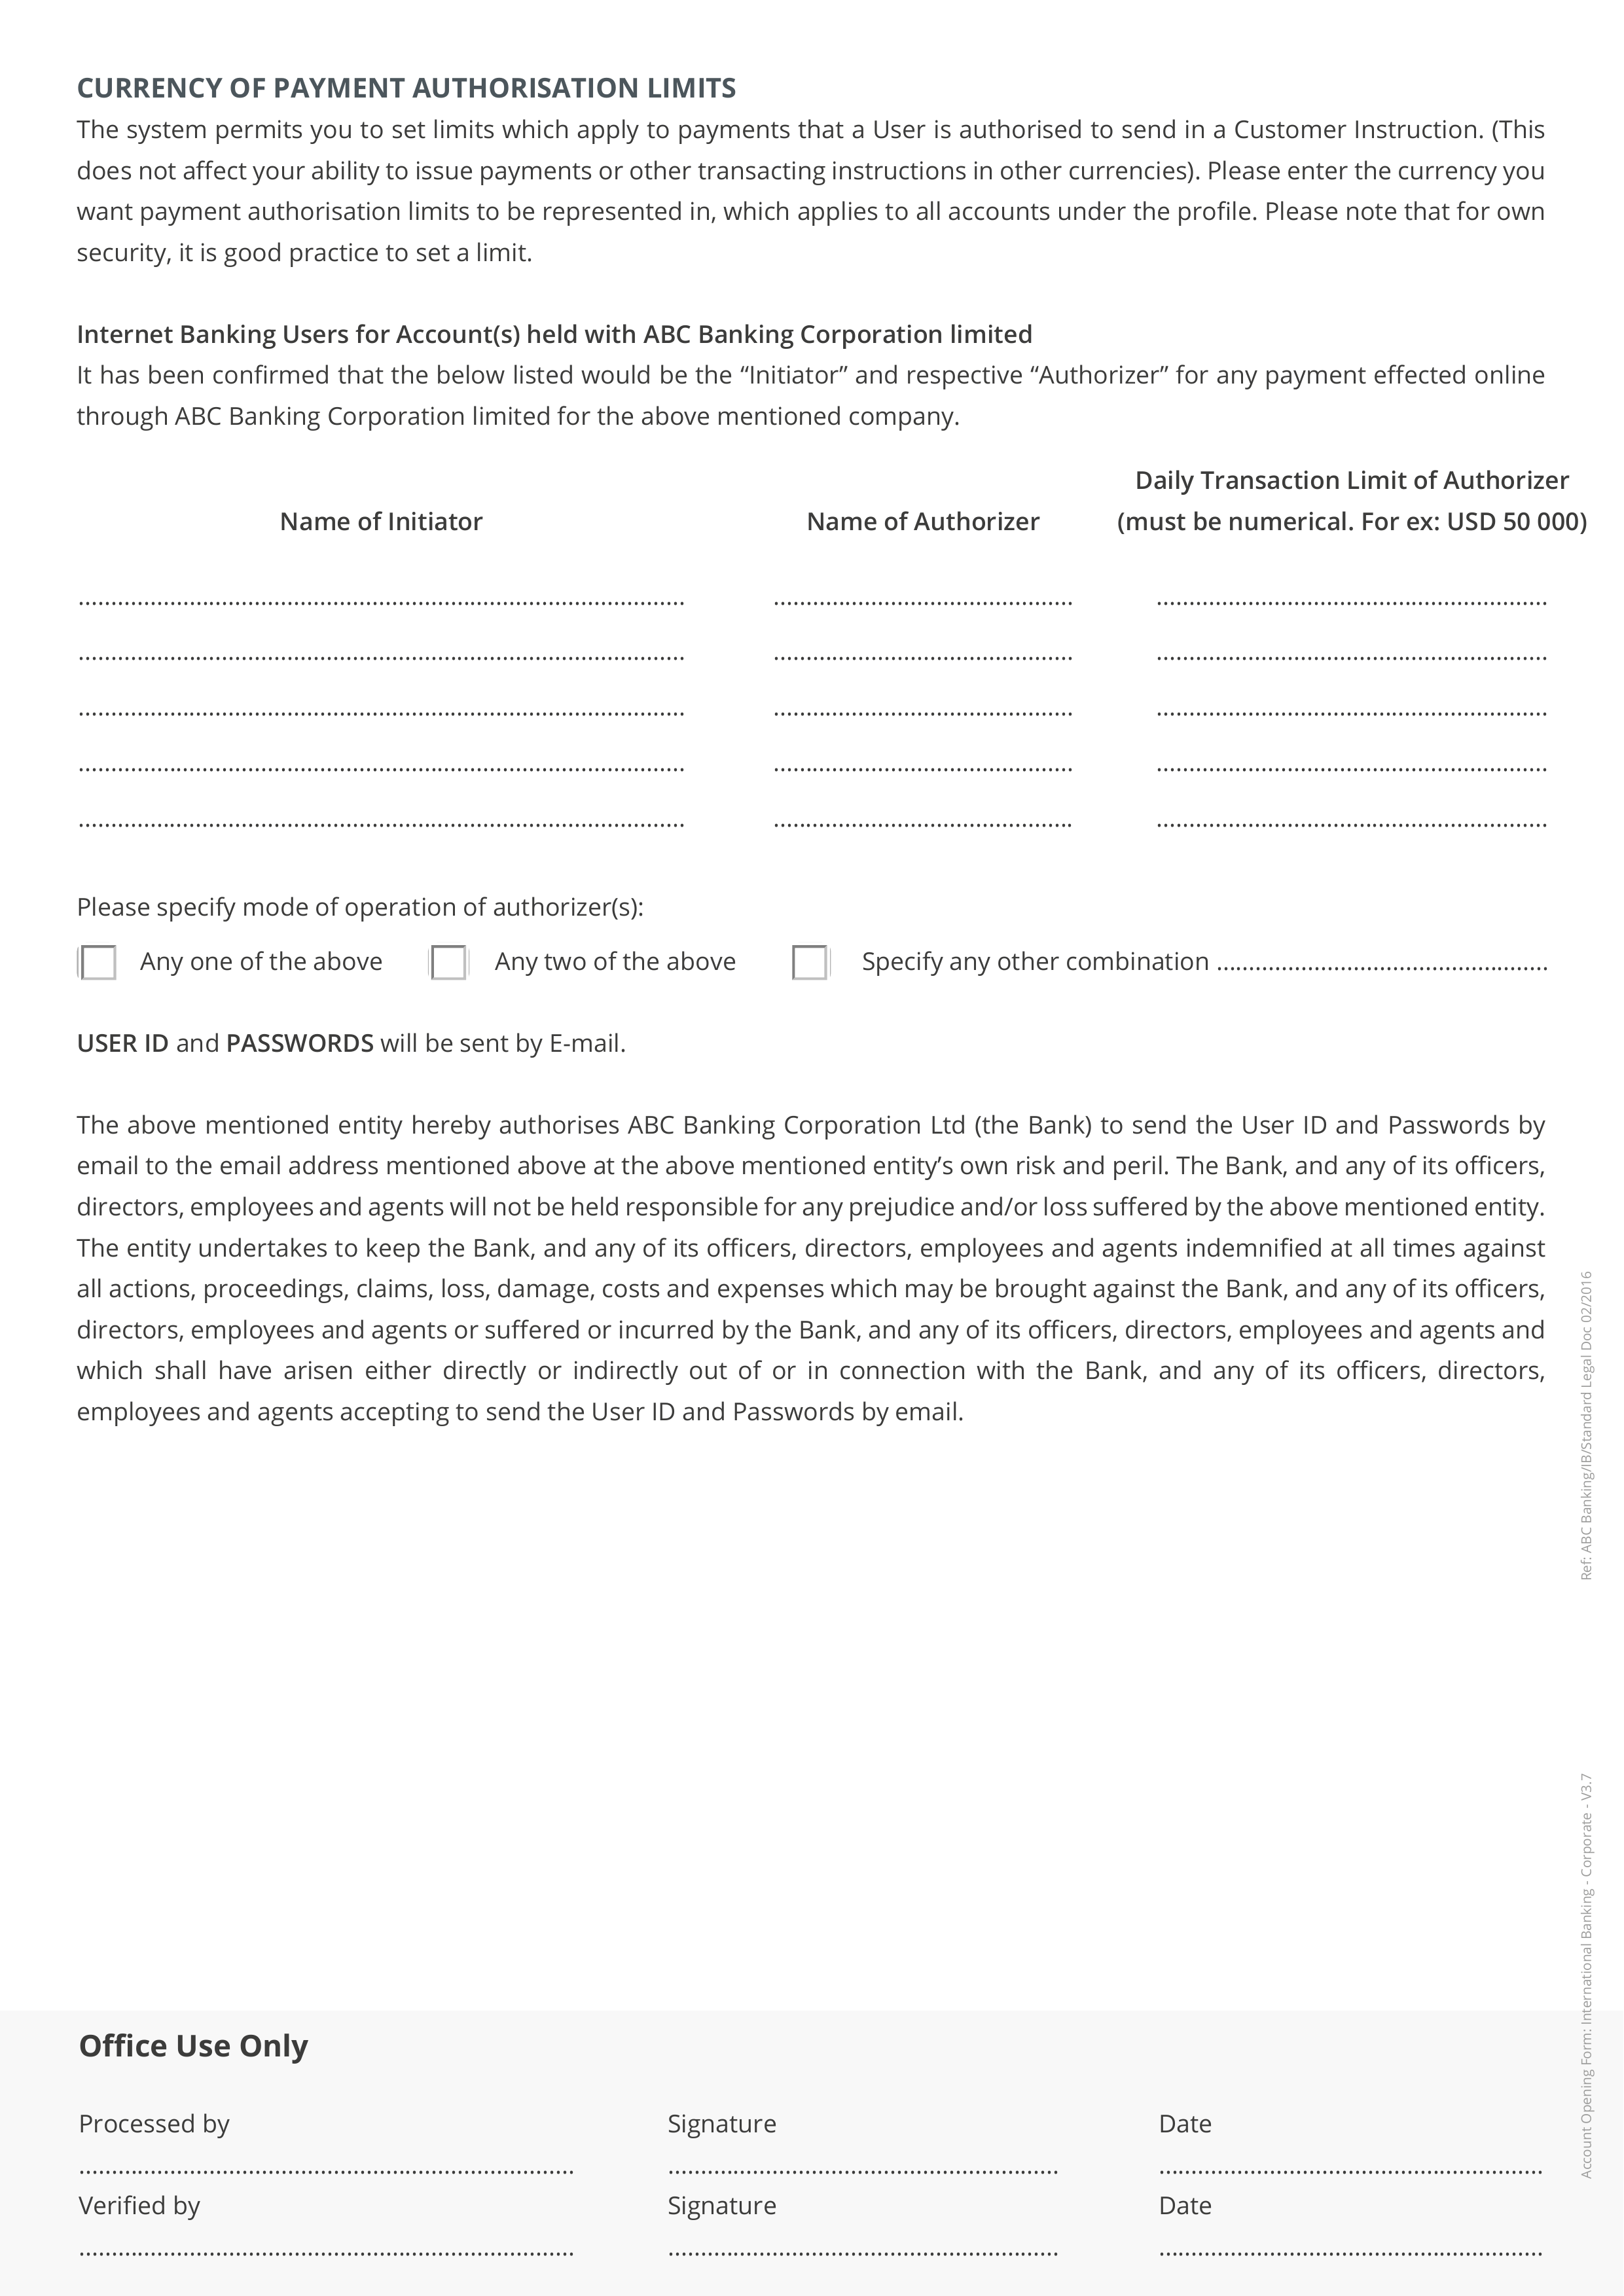 CURRENCY OF PAYMENT AUTHORISATION LIMITS
The system permits you to set limits which apply to payments that a User is authorised to send in a Customer Instruction. (This
does not affect your ability to issue payments or other transacting instructions in other currencies). Please enter the currency you
want payment authorisation limits to be represented in, which applies to all accounts under the profile. Please note that for own
security, it is good practice to set a limit.
Internet Banking Users for Account(s) held with ABC Banking Corporation limited
It has been confirmed that the below listed would be the “Initiator” and respective “Authorizer” for any payment effected online
through ABC Banking Corporation limited for the above mentioned company.
Daily Transaction Limit of Authorizer
Name of Initiator Name of Authorizer (must be numerical. For ex: USD 50 000)
Please specify mode of operation of authorizer(s):
Any one of the above Any two of the above Specify any other combination
USER ID and PASSWORDS will be sent by E-mail.
The above mentioned entity hereby authorises ABC Banking Corporation Ltd (the Bank) to send the User ID and Passwords by
email to the email address mentioned above at the above mentioned entity’s own risk and peril. The Bank, and any of its officers,
directors, employees and agents will not be held responsible for any prejudice and/or loss suffered by the above mentioned entity.
The entity undertakes to keep the Bank, and any of its officers, directors, employees and agents indemnified at all times against
all actions, proceedings, claims, loss, damage, costs and expenses which may be brought against the Bank, and any of its officers,
directors, employees and agents or suffered or incurred by the Bank, and any of its officers, directors, employees and agents and
which shall have arisen either directly or indirectly out of or in connection with the Bank, and any of its officers, directors,
employees and agents accepting to send the User ID and Passwords by email.
Ref: ABC Banking/IB/Standard Legal Doc 02/2016
Account Opening Form: International Banking - Corporate - V3.7
Office Use Only
Processed by Signature Date
Verified by Signature Date